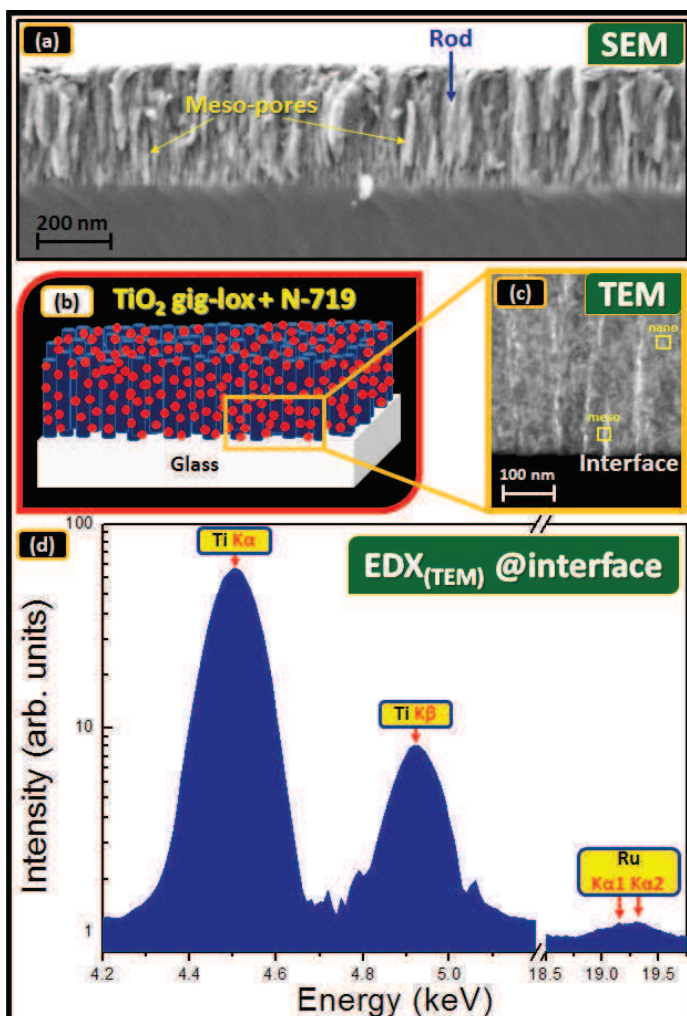 (a)
Rod
SEM
Meso-pores
200 nm
(b)
TiO₂ gig-lox + N-719
Glass
(c)
TEM
nano
meso
Interface
100 nm
(d)
Ti Kα
EDX(TEM) @interface
Ti Kβ
Ru
Kα1 Kα2
Intensity (arb. units)
100
10
1
4.2 4.4 4.6 4.8 5.0 18.5 19.0 19.5
Energy (keV)